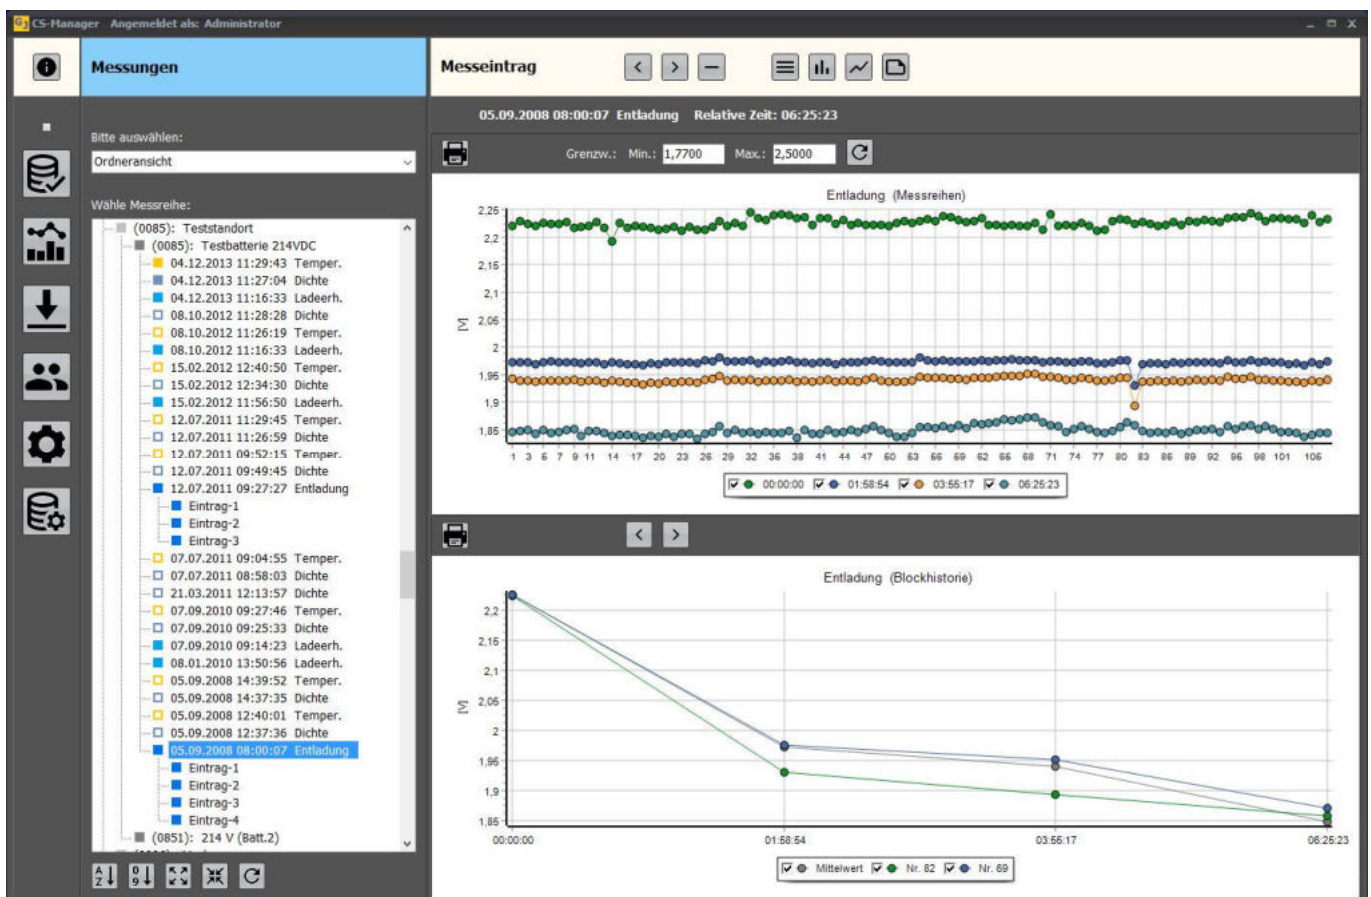 GJ CS-Manager Angemeldet als: Administrator
Messungen
Bitte auswählen:
Ordneransicht
Wähle Messreihe:
(0085): Teststandort
(0085): Testbatterie 214VDC
04.12.2013 11:29:43 Temper.
04.12.2013 11:27:04 Dichte
04.12.2013 11:16:33 Ladeerh.
08.10.2012 11:28:28 Dichte
08.10.2012 11:26:19 Temper.
08.10.2012 11:16:33 Ladeerh.
15.02.2012 12:40:50 Temper.
15.02.2012 12:34:30 Dichte
15.02.2012 11:56:50 Ladeerh.
12.07.2011 11:29:45 Temper.
12.07.2011 11:26:59 Dichte
12.07.2011 09:52:15 Temper.
12.07.2011 09:49:45 Dichte
12.07.2011 09:27:27 Entladung
Eintrag-1
Eintrag-2
Eintrag-3
07.07.2011 09:04:55 Temper.
07.07.2011 08:58:03 Dichte
21.03.2011 12:13:57 Dichte
07.09.2010 09:27:46 Temper.
07.09.2010 09:25:33 Dichte
07.09.2010 09:14:23 Ladeerh.
08.01.2010 13:50:56 Ladeerh.
05.09.2008 14:39:52 Temper.
05.09.2008 14:37:35 Dichte
05.09.2008 12:40:01 Temper.
05.09.2008 12:37:36 Dichte
05.09.2008 08:00:07 Entladung
Eintrag-1
Eintrag-2
Eintrag-3
Eintrag-4
(0851): 214 V (Batt.2)
A Z 0 9
Messeintrag
05.09.2008 08:00:07 Entladung Relative Zeit: 06:25:23
Grenzw.: Min.: 1,7700 Max.: 2,5000
Entladung (Messreihen)
2,25
2,2
2,15
2,1
2,05
2
1,95
1,9
1,85
[V]
1 3 5 7 9 11 14 17 20 23 26 29 32 35 38 41 44 47 50 53 56 59 62 65 68 71 74 77 80 83 86 89 92 95 98 101 105
00:00:00 01:58:54 03:55:17 06:25:23
Entladung (Blockhistorie)
2,2
2,15
2,1
2,05
2
1,95
1,9
1,85
[V]
00:00:00 01:58:54 03:55:17 06:25:23
Mittelwert Nr. 82 Nr. 69